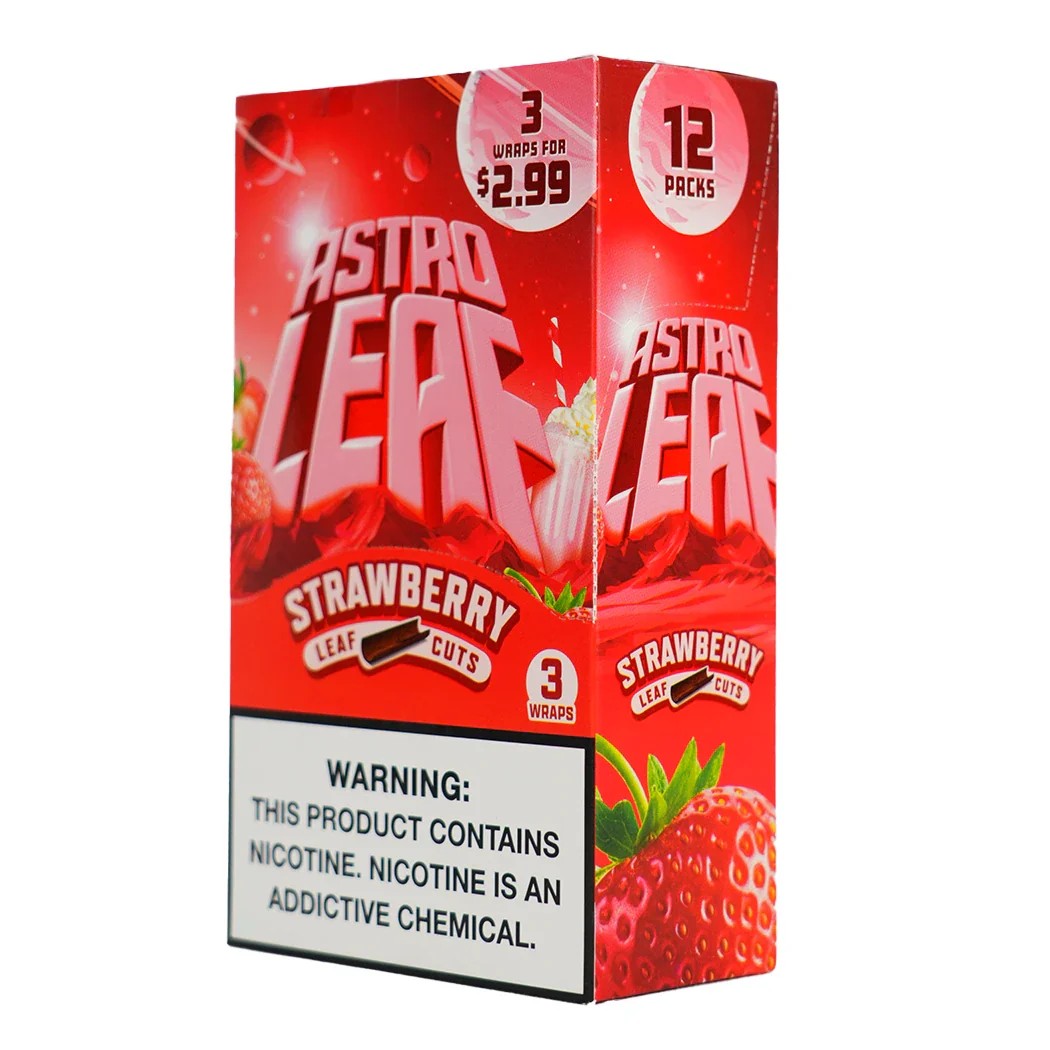 3
WRAPS FOR
$2.99
ASTRO
LEAF
STRAWBERRY
LEAF CUTS
3
WRAPS
WARNING:
THIS PRODUCT CONTAINS
NICOTINE. NICOTINE IS AN
ADDICTIVE CHEMICAL.
12
PACKS
ASTRO
LEAF
STRAWBERRY
LEAF CUTS